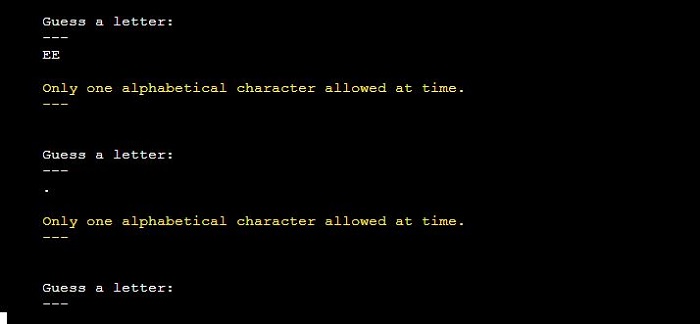 Guess a letter:
---
EE
Only one alphabetical character allowed at time.
---
Guess a letter:
---
.
Only one alphabetical character allowed at time.
---
Guess a letter:
---